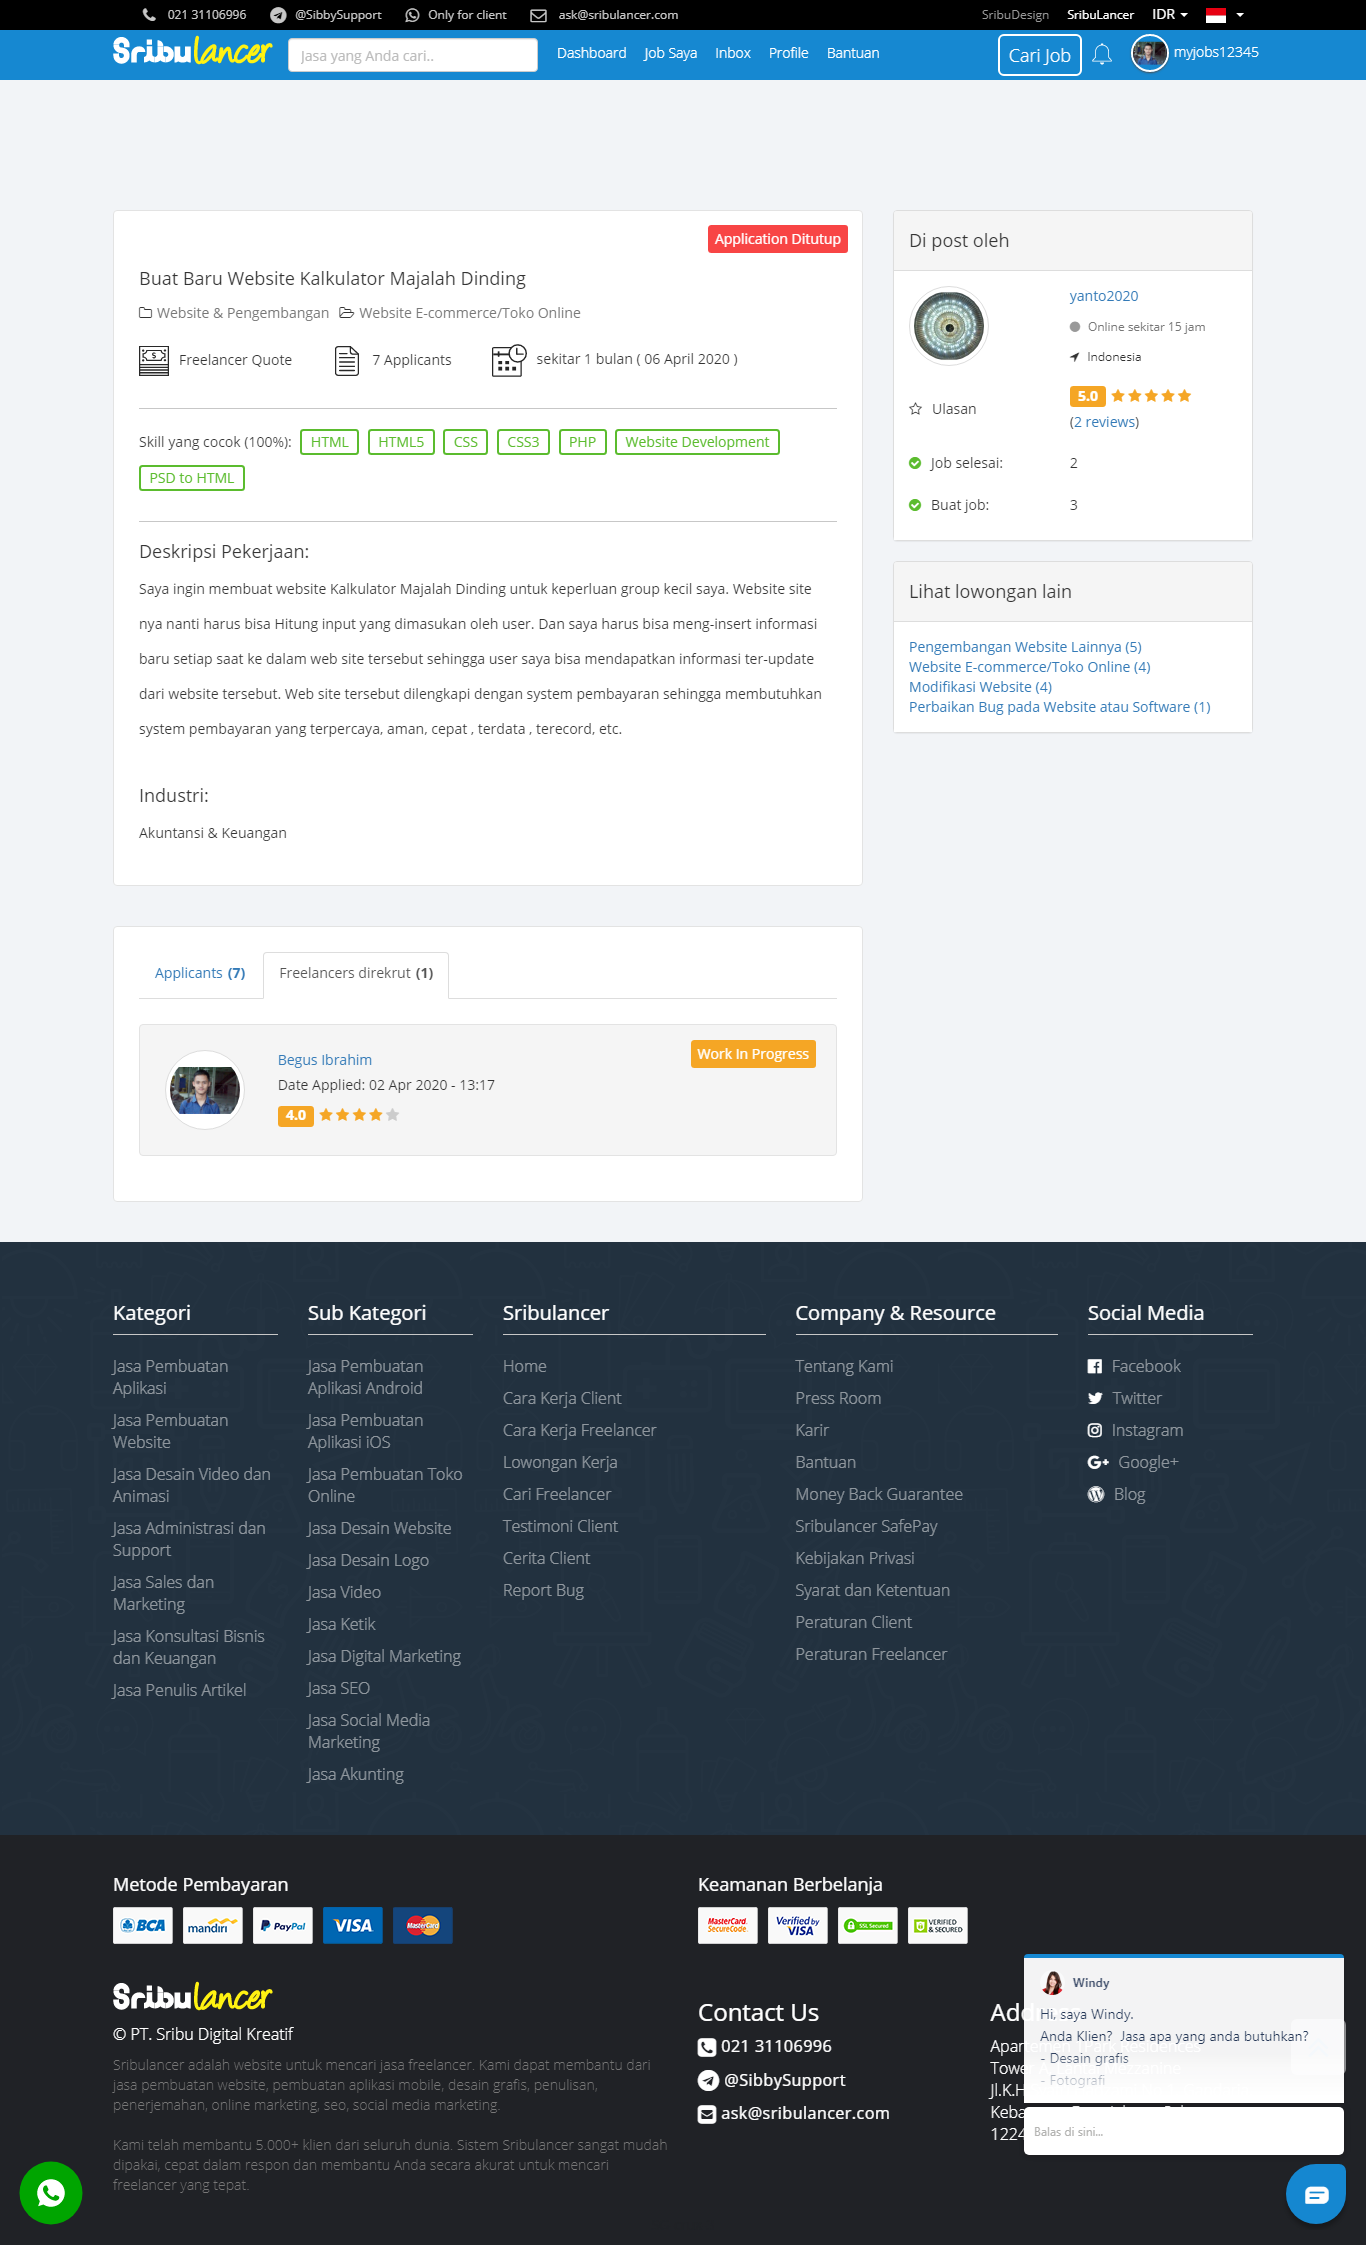 021 31106996 @SibbySupport Only for client ask@sribulancer.com SribuDesign SribuLancer IDR
Sribulancer Jasa yang Anda cari.. Dashboard Job Saya Inbox Profile Bantuan Cari Job myjobs12345
Application Ditutup
Buat Baru Website Kalkulator Majalah Dinding
Website & Pengembangan Website E-commerce/Toko Online
Freelancer Quote 7 Applicants sekitar 1 bulan ( 06 April 2020 )
Skill yang cocok (100%): HTML HTML5 CSS CSS3 PHP Website Development
PSD to HTML
Deskripsi Pekerjaan:
Saya ingin membuat website Kalkulator Majalah Dinding untuk keperluan group kecil saya. Website site
nya nanti harus bisa Hitung input yang dimasukan oleh user. Dan saya harus bisa meng-insert informasi
baru setiap saat ke dalam web site tersebut sehingga user saya bisa mendapatkan informasi ter-update
dari website tersebut. Web site tersebut dilengkapi dengan system pembayaran sehingga membutuhkan
system pembayaran yang terpercaya, aman, cepat , terdata , terecord, etc.
Industri:
Akuntansi & Keuangan
Di post oleh
yanto2020
Online sekitar 15 jam
Indonesia
Ulasan 5.0
(2 reviews)
Job selesai: 2
Buat job: 3
Lihat lowongan lain
Pengembangan Website Lainnya (5)
Website E-commerce/Toko Online (4)
Modifikasi Website (4)
Perbaikan Bug pada Website atau Software (1)
Applicants (7) Freelancers direkrut (1)
Begus Ibrahim Work In Progress
Date Applied: 02 Apr 2020 - 13:17
4.0
Kategori
Jasa Pembuatan
Aplikasi
Jasa Pembuatan
Website
Jasa Desain Video dan
Animasi
Jasa Administrasi dan
Support
Jasa Sales dan
Marketing
Jasa Konsultasi Bisnis
dan Keuangan
Jasa Penulis Artikel
Sub Kategori
Jasa Pembuatan
Aplikasi Android
Jasa Pembuatan
Aplikasi iOS
Jasa Pembuatan Toko
Online
Jasa Desain Website
Jasa Desain Logo
Jasa Video
Jasa Ketik
Jasa Digital Marketing
Jasa SEO
Jasa Social Media
Marketing
Jasa Akunting
Sribulancer
Home
Cara Kerja Client
Cara Kerja Freelancer
Lowongan Kerja
Cari Freelancer
Testimoni Client
Cerita Client
Report Bug
Company & Resource
Tentang Kami
Press Room
Karir
Bantuan
Money Back Guarantee
Sribulancer SafePay
Kebijakan Privasi
Syarat dan Ketentuan
Peraturan Client
Peraturan Freelancer
Social Media
Facebook
Twitter
Instagram
Google+
Blog
Metode Pembayaran
BCA mandiri PayPal VISA MasterCard
Keamanan Berbelanja
MasterCard. SecureCode. Verified by VISA SSL Secured VERIFIED & SECURED
Sribulancer
© PT. Sribu Digital Kreatif
Sribulancer adalah website untuk mencari jasa freelancer. Kami dapat membantu dari
jasa pembuatan website, pembuatan aplikasi mobile, desain grafis, penulisan,
penerjemahan, online marketing, seo, social media marketing.
Kami telah membantu 5.000+ klien dari seluruh dunia. Sistem Sribulancer sangat mudah
dipakai, cepat dalam respon dan membantu Anda secara akurat untuk mencari
freelancer yang tepat.
Contact Us
021 31106996
@SibbySupport
ask@sribulancer.com
Windy
Hi, saya Windy.
Anda Klien? Jasa apa yang anda butuhkan?
- Desain grafis
- Fotografi
Balas di sini...